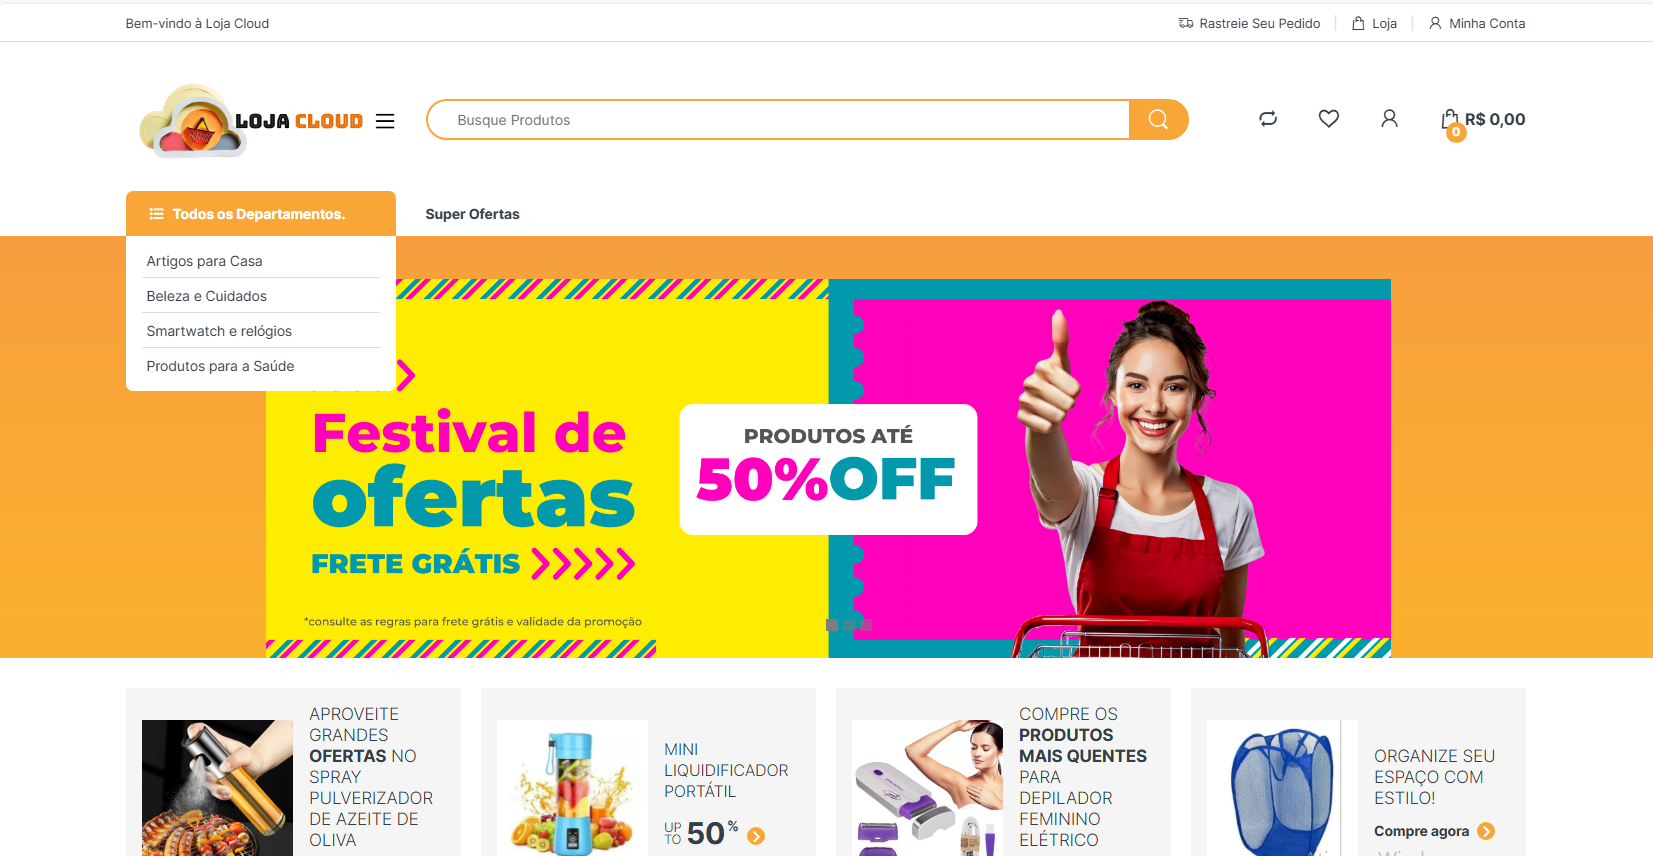 Bem-vindo à Loja Cloud
Rastreie Seu Pedido
Loja
Minha Conta
LOJA CLOUD
Busque Produtos
0
R$ 0,00
Todos os Departamentos.
Super Ofertas
Artigos para Casa
Beleza e Cuidados
Smartwatch e relógios
Produtos para a Saúde
Festival de
ofertas
FRETE GRÁTIS
*consulte as regras para frete grátis e validade da promoção
PRODUTOS ATÉ
50%OFF
APROVEITE
GRANDES
OFERTAS NO
SPRAY
PULVERIZADOR
DE AZEITE DE
OLIVA
MINI
LIQUIDIFICADOR
PORTÁTIL
UP
TO 50%
COMPRE OS
PRODUTOS
MAIS QUENTES
PARA
DEPILADOR
FEMININO
ELÉTRICO
ORGANIZE SEU
ESPAÇO COM
ESTILO!
Compre agora